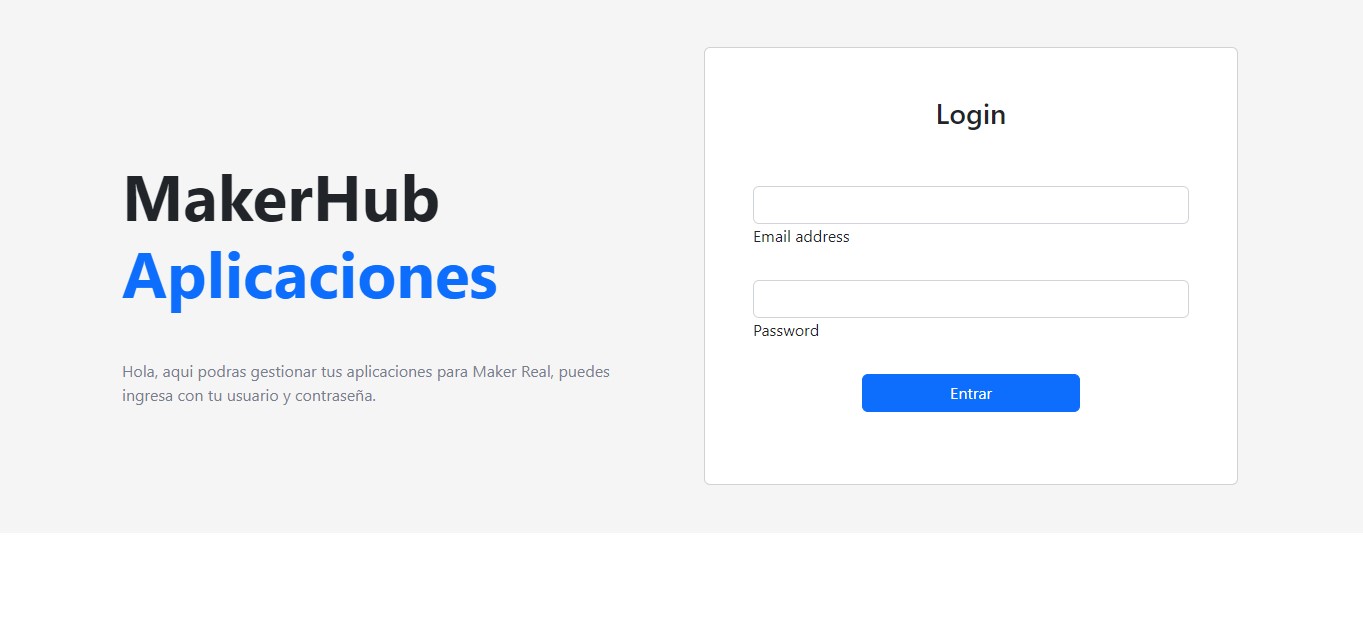 MakerHub
Aplicaciones
Hola, aqui podras gestionar tus aplicaciones para Maker Real, puedes
ingresa con tu usuario y contraseña.
Login
Email address
Password
Entrar